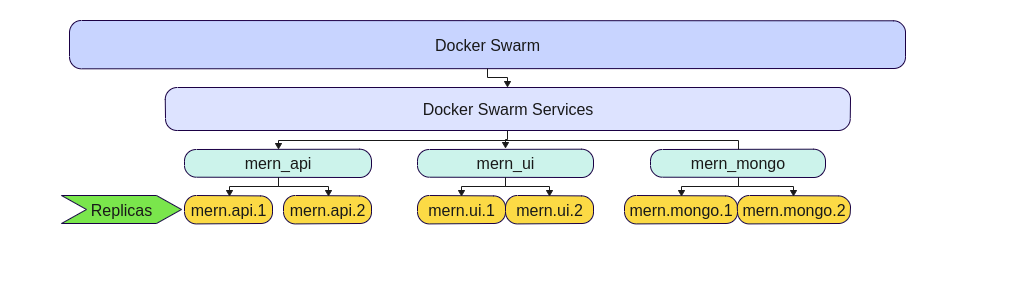 Docker Swarm
Docker Swarm Services
mern_api
mern_ui
mern_mongo
Replicas
mern.api.1
mern.api.2
mern.ui.1
mern.ui.2
mern.mongo.1
mern.mongo.2